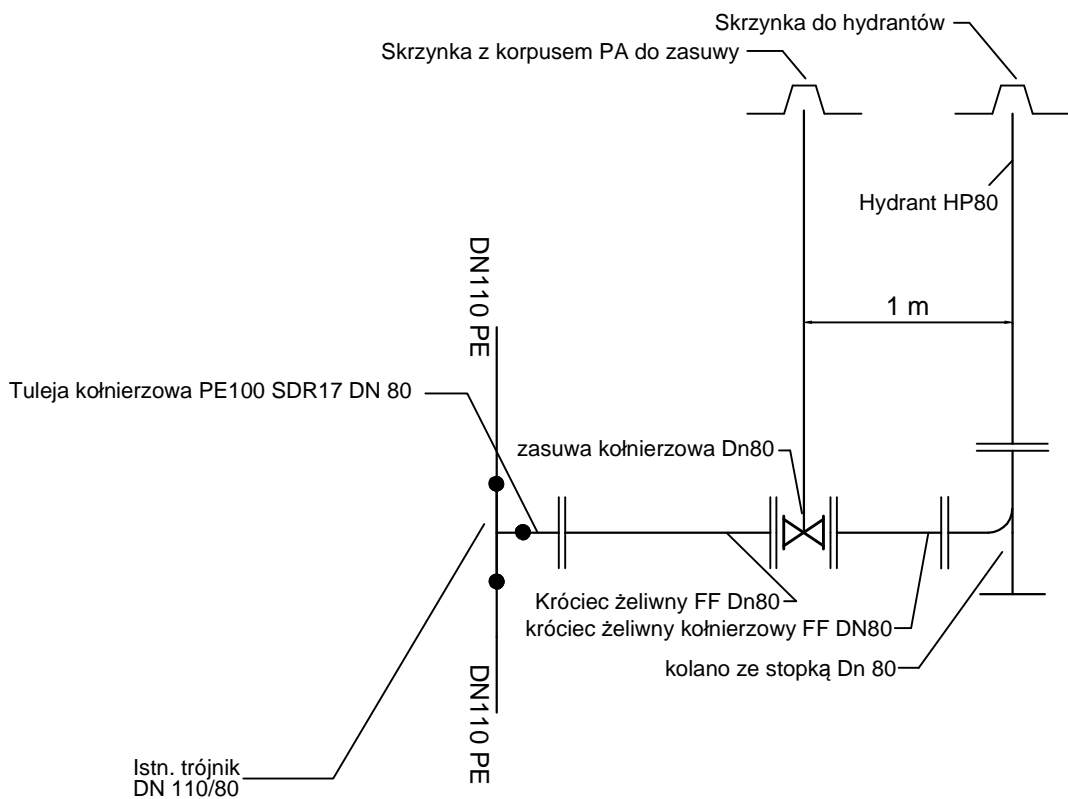 Skrzynka do hydrantów
Skrzynka z korpusem PA do zasuwy
Hydrant HP80
DN110 PE
1 m
Tuleja kołnierzowa PE100 SDR17 DN 80
zasuwa kołnierzowa Dn80
Króciec żeliwny FF Dn80
króciec żeliwny kołnierzowy FF DN80
kolano ze stopką Dn 80
DN110 PE
Istn. trójnik
DN 110/80